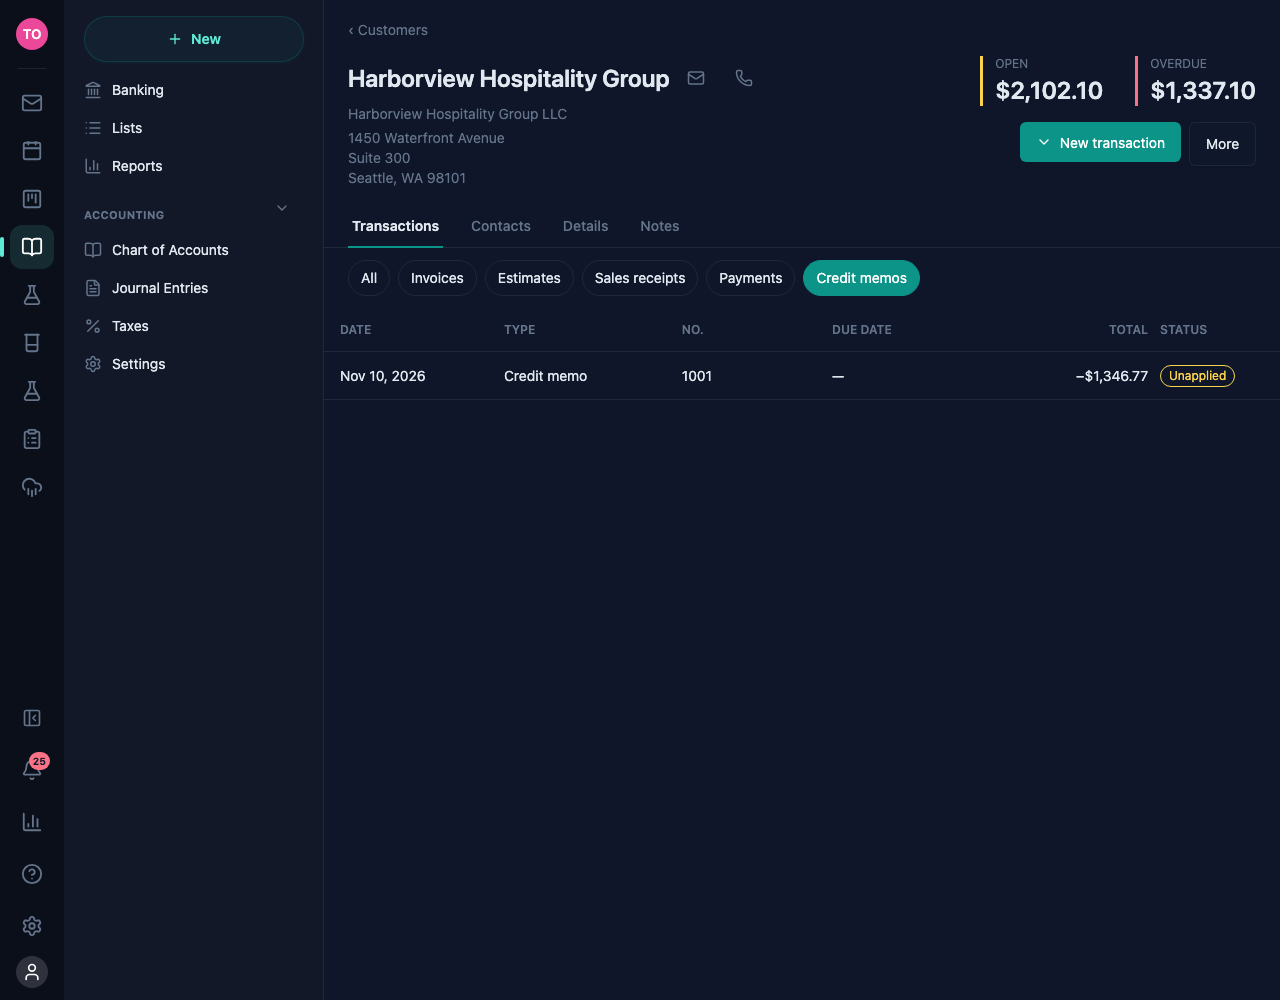 TO
New
Banking
Lists
Reports
ACCOUNTING
Chart of Accounts
Journal Entries
Taxes
Settings
25
‹ Customers
Harborview Hospitality Group
Harborview Hospitality Group LLC
1450 Waterfront Avenue
Suite 300
Seattle, WA 98101
OPEN
$2,102.10
OVERDUE
$1,337.10
New transaction
More
Transactions Contacts Details Notes
All Invoices Estimates Sales receipts Payments Credit memos
DATE TYPE NO. DUE DATE TOTAL STATUS
Nov 10, 2026 Credit memo 1001 — −$1,346.77 Unapplied